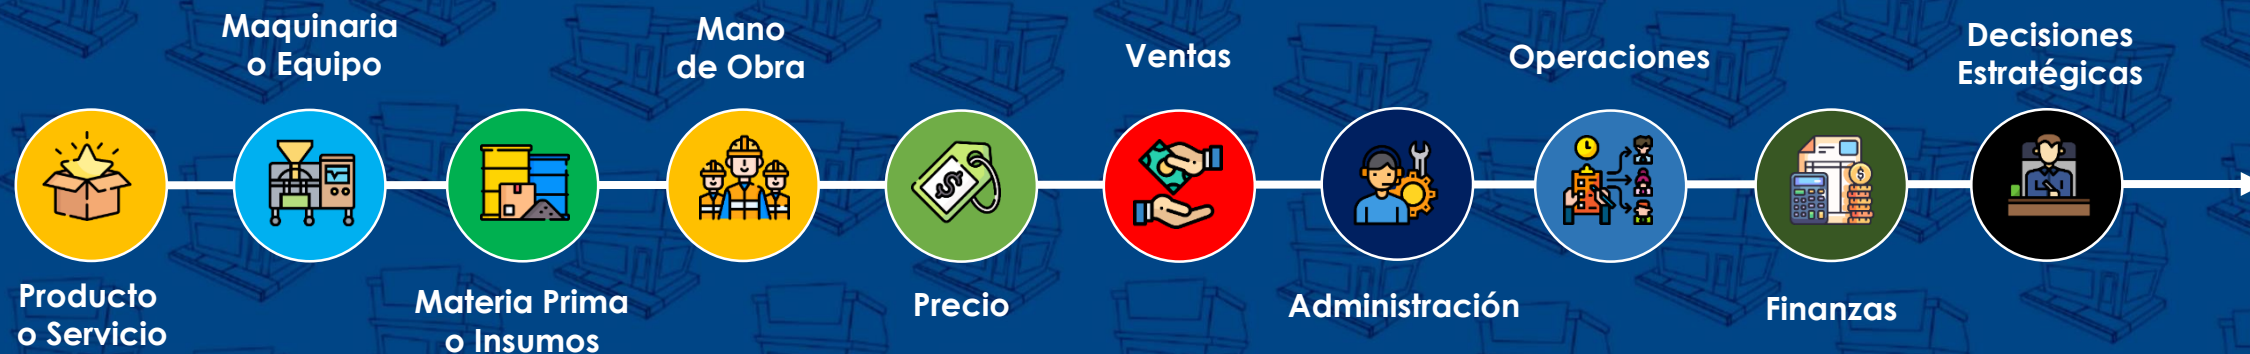 Producto
o Servicio
Maquinaria
o Equipo
Materia Prima
o Insumos
Mano
de Obra
Precio
Ventas
Administración
Operaciones
Finanzas
Decisiones
Estratégicas